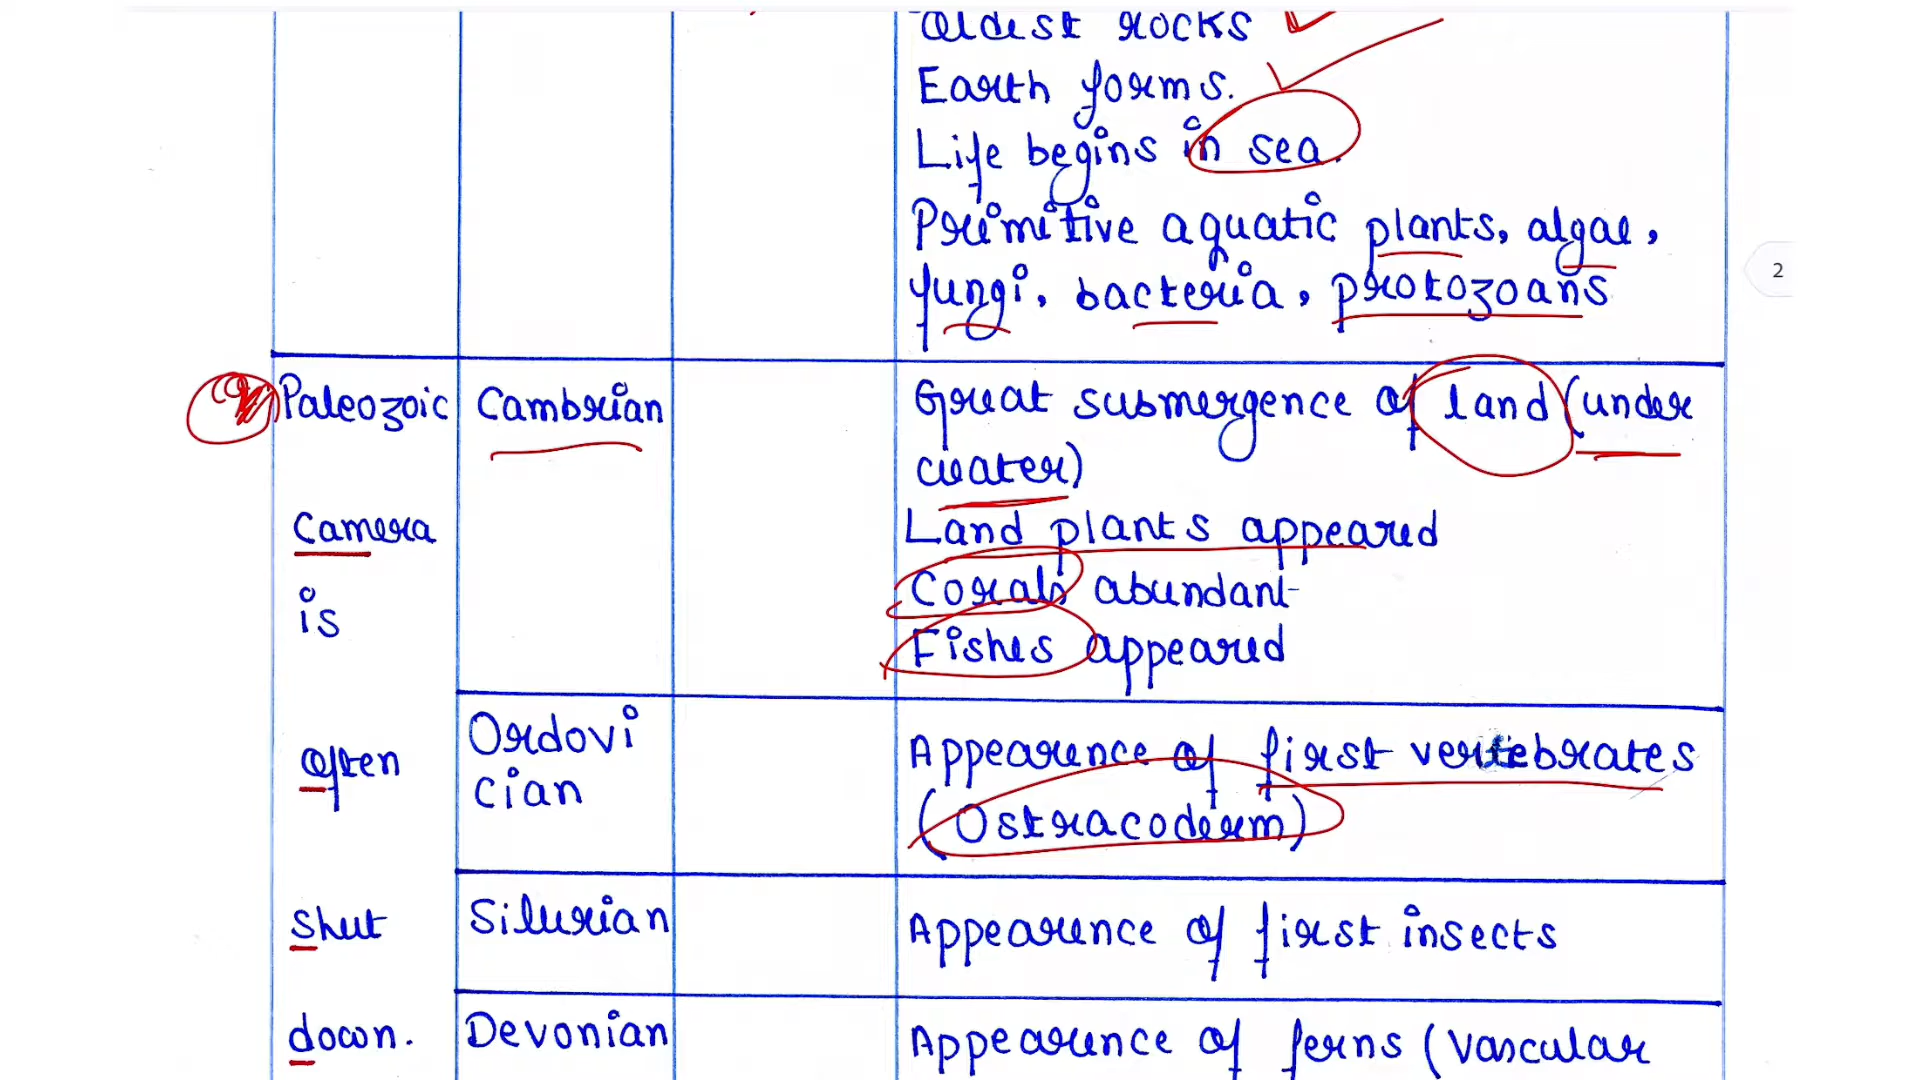 Oldest rocks
Earth forms.
Life begins in sea.
Primitive aquatic plants, algae,
fungi, bacteria, protozoans
2
Paleozoic
Cambrian
Great submergence of land (under
water)
Land plants appeared
Corals abundant
Fishes appeared
Camera
is
often
shut
down.
Ordovi
cian
Appearence of first vertebrates
(Ostracoderm)
Silurian
Appearence of first insects
Devonian
Appearence of ferns (vascular